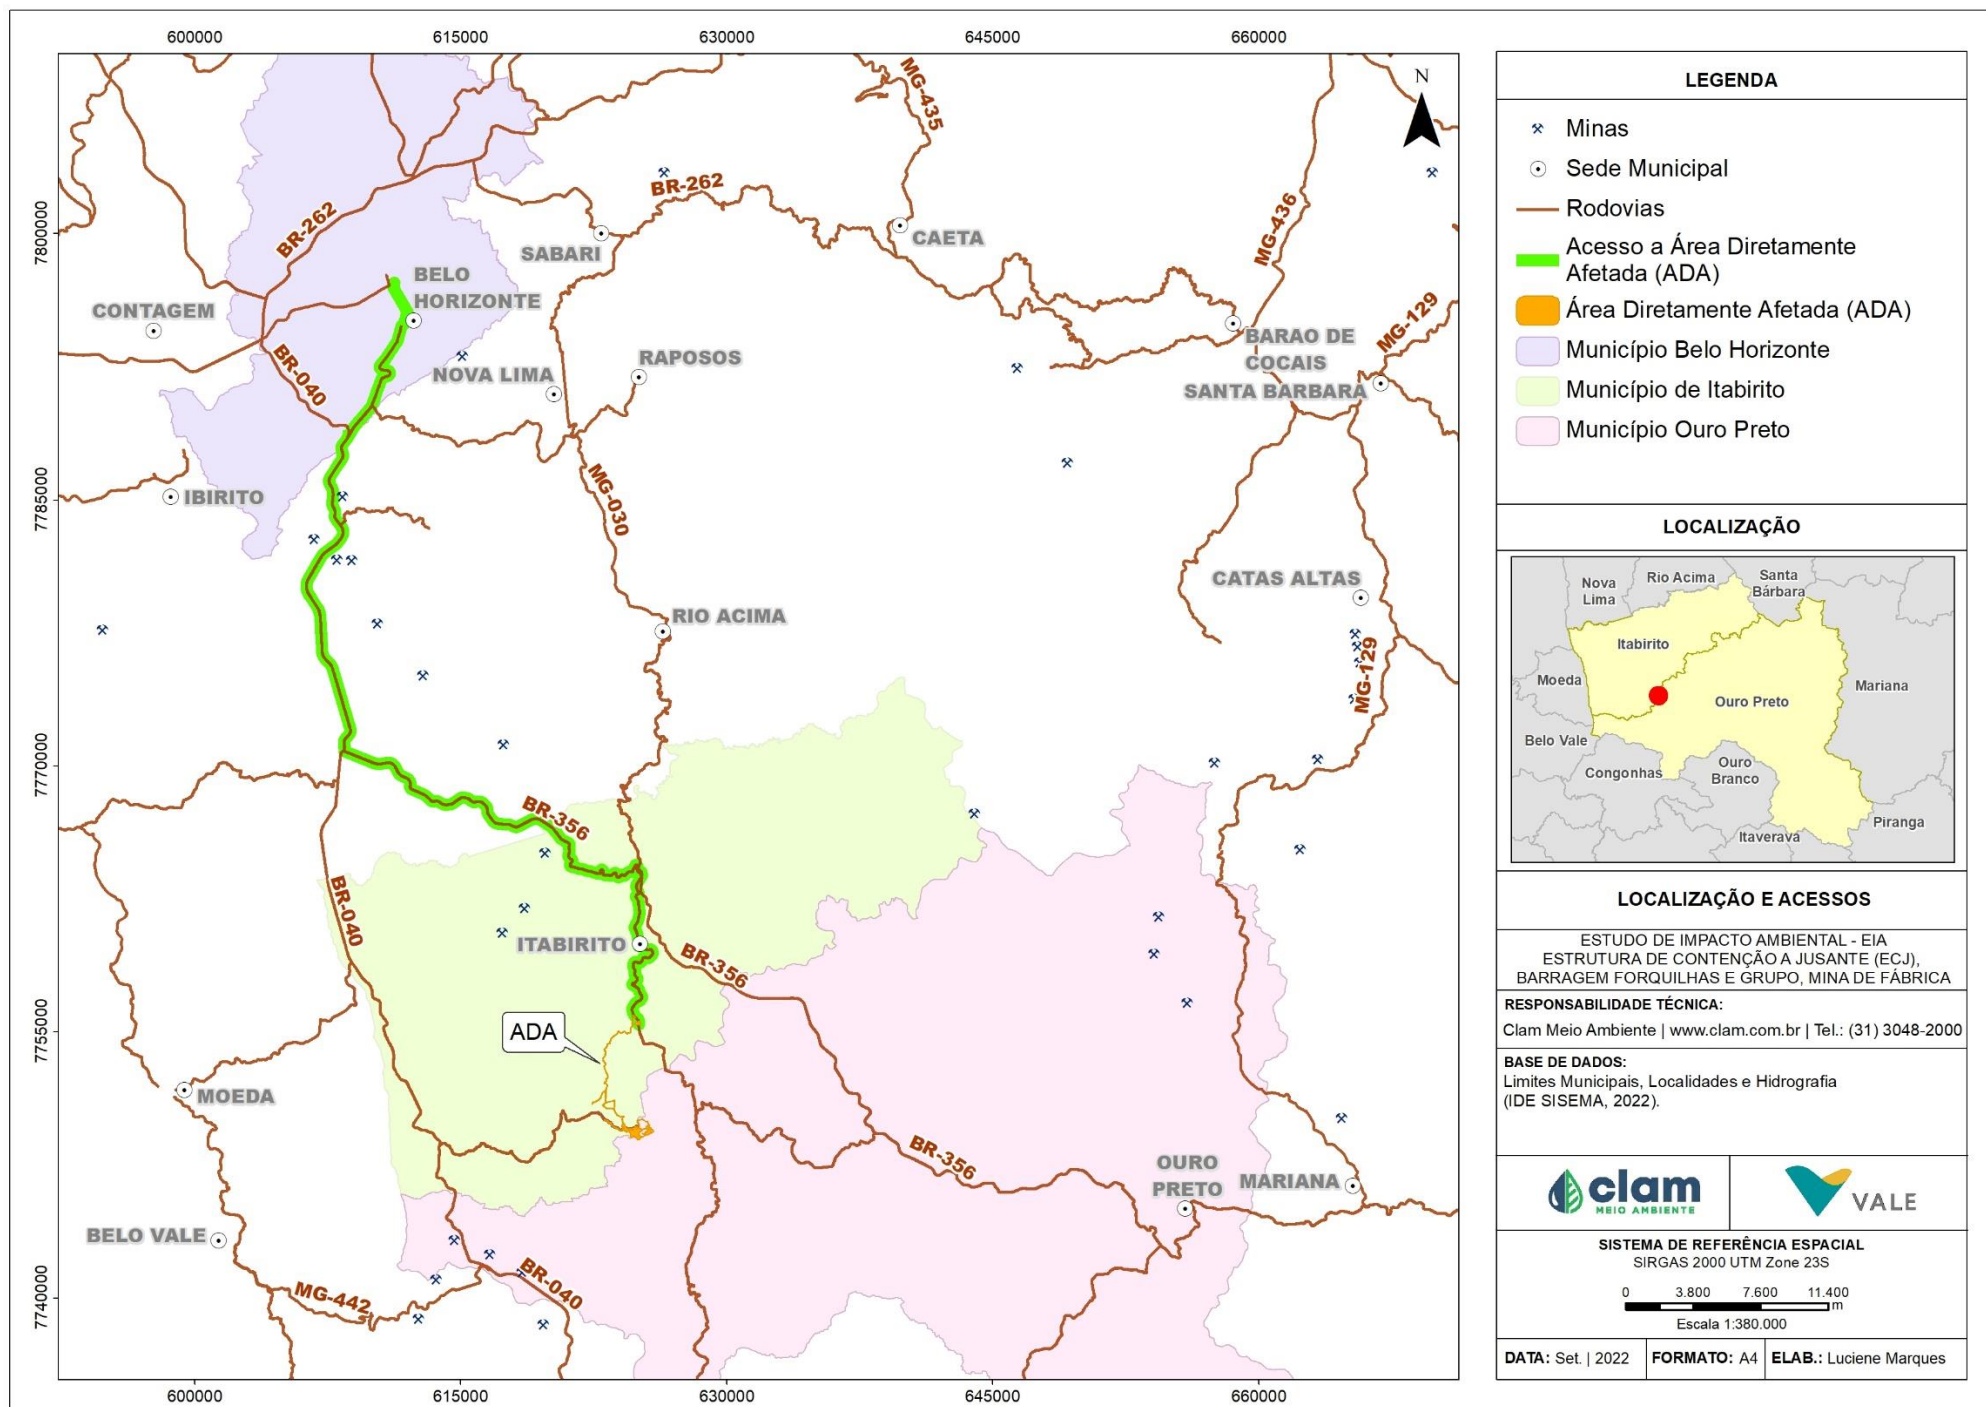 600000
615000
630000
645000
660000
7780000
7785000
7770000
7755000
7740000
N
MG-435
BR-262
BR-262
MG-436
SABARI
CAETA
BELO
HORIZONTE
CONTAGEM
BR-040
NOVA LIMA
RAPOSOS
BARAO DE
COCAIS
SANTA BARBARA
MG-129
IBIRITO
MG-030
CATAS ALTAS
RIO ACIMA
MG-129
BR-356
BR-040
ITABIRITO
BR-356
ADA
MOEDA
BR-356
OURO
PRETO
MARIANA
BELO VALE
MG-442
BR-040
600000
615000
630000
645000
660000
LEGENDA
Minas
Sede Municipal
Rodovias
Acesso a Área Diretamente
Afetada (ADA)
Área Diretamente Afetada (ADA)
Município Belo Horizonte
Município de Itabirito
Município Ouro Preto
LOCALIZAÇÃO
Nova
Lima
Rio Acima
Santa
Bárbara
Itabirito
Moeda
Mariana
Ouro Preto
Belo Vale
Congonhas
Ouro
Branco
Piranga
Itaverava
LOCALIZAÇÃO E ACESSOS
ESTUDO DE IMPACTO AMBIENTAL - EIA
ESTRUTURA DE CONTENÇÃO A JUSANTE (ECJ),
BARRAGEM FORQUILHAS E GRUPO, MINA DE FÁBRICA
RESPONSABILIDADE TÉCNICA:
Clam Meio Ambiente | www.clam.com.br | Tel.: (31) 3048-2000
BASE DE DADOS:
Limites Municipais, Localidades e Hidrografia
(IDE SISEMA, 2022).
clam
MEIO AMBIENTE
VALE
SISTEMA DE REFERÊNCIA ESPACIAL
SIRGAS 2000 UTM Zone 23S
0 3.800 7.600 11.400
m
Escala 1:380.000
DATA: Set. | 2022
FORMATO: A4
ELAB.: Luciene Marques